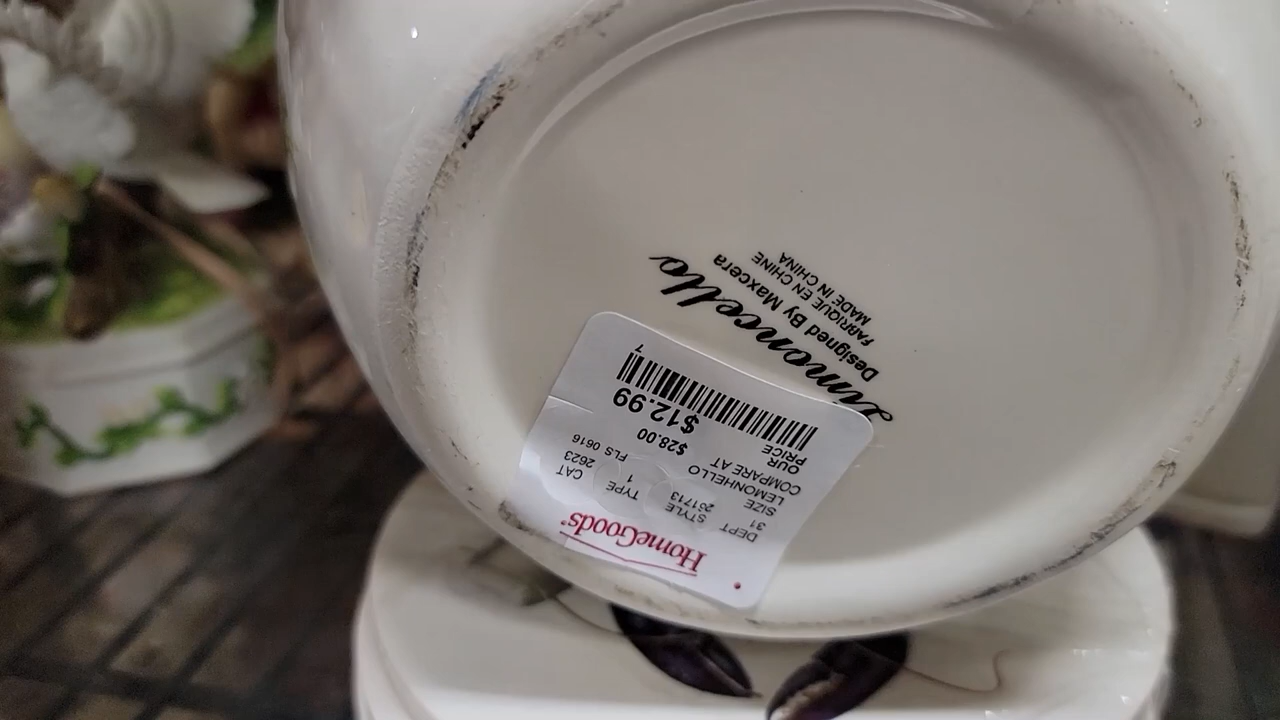 Limoncello
Designed By Maxcera
FABRIQUE EN CHINE
MADE IN CHINA
HomeGoods®
DEPT STYLE TYPE CAT
31 261713 1 2623
SIZE FLS 0616
LEMONHELLO
COMPARE AT $28.00
OUR PRICE $12.99
7